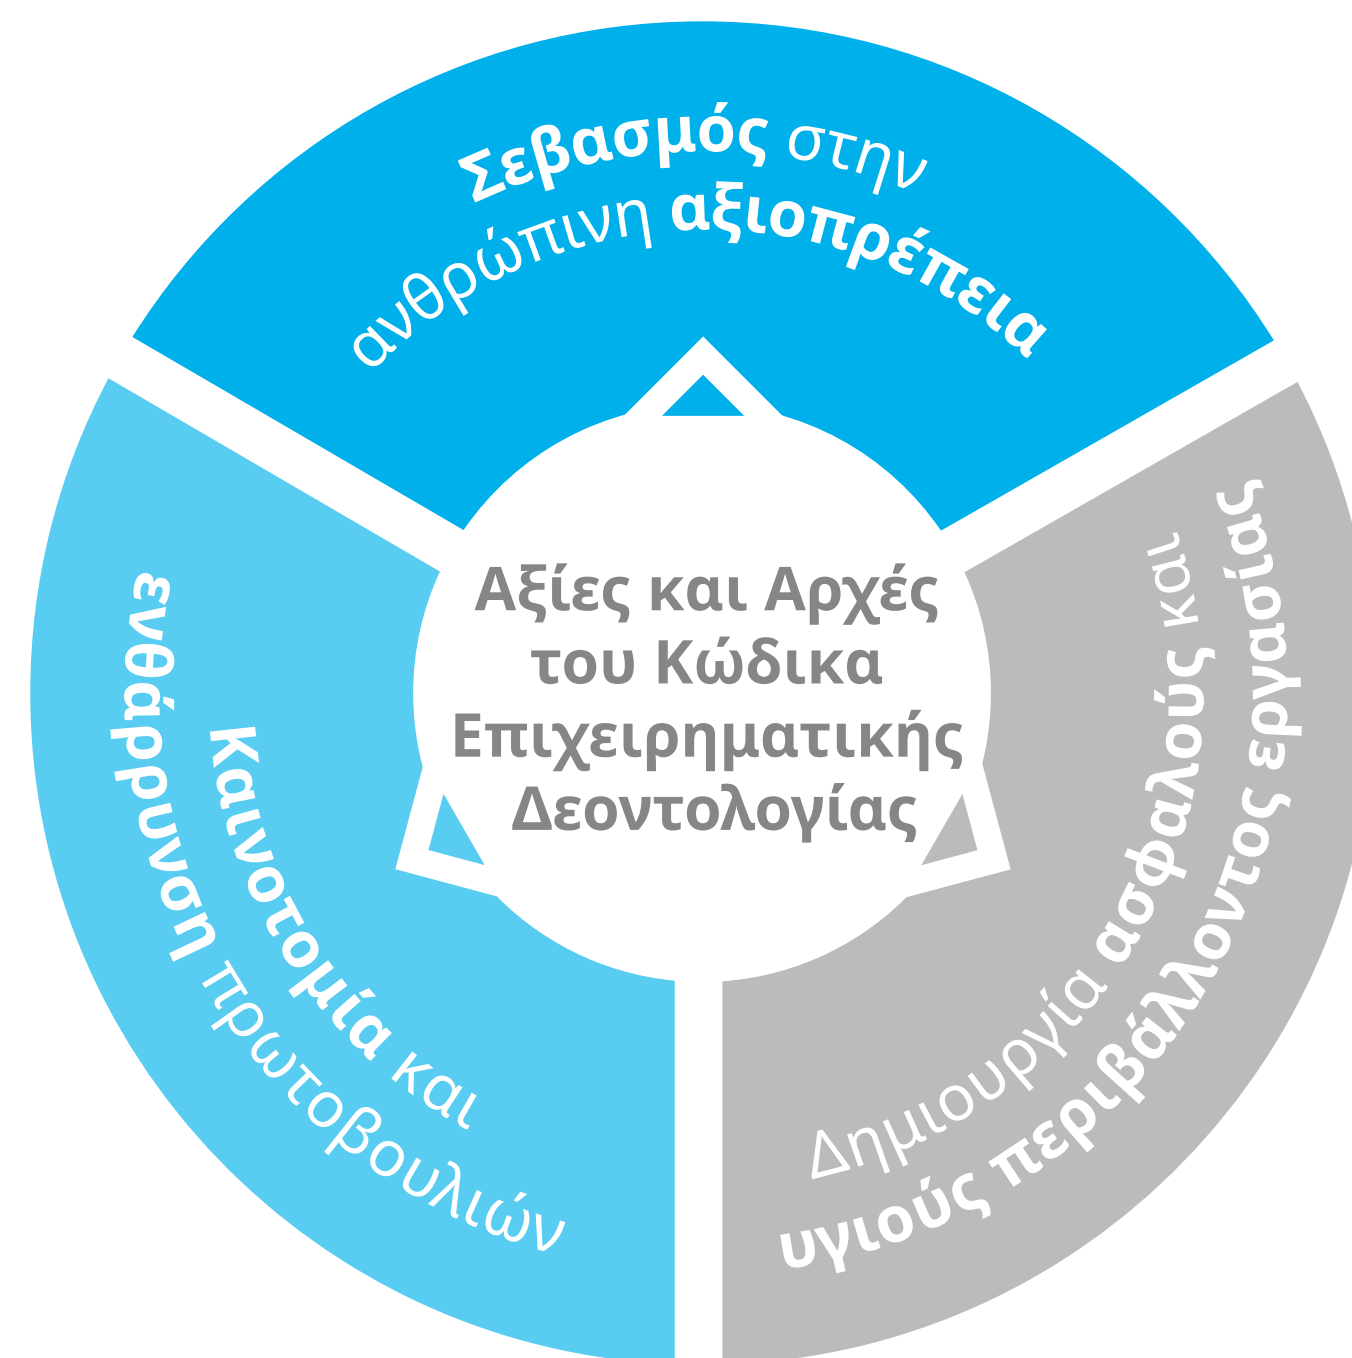 Σεβασμός στην
ανθρώπινη αξιοπρέπεια
Αξίες και Αρχές
του Κώδικα
Επιχειρηματικής
Δεοντολογίας
Καινοτομία και
ενθάρρυνση πρωτοβουλιών
Δημιουργία ασφαλούς και
υγιούς περιβάλλοντος εργασίας